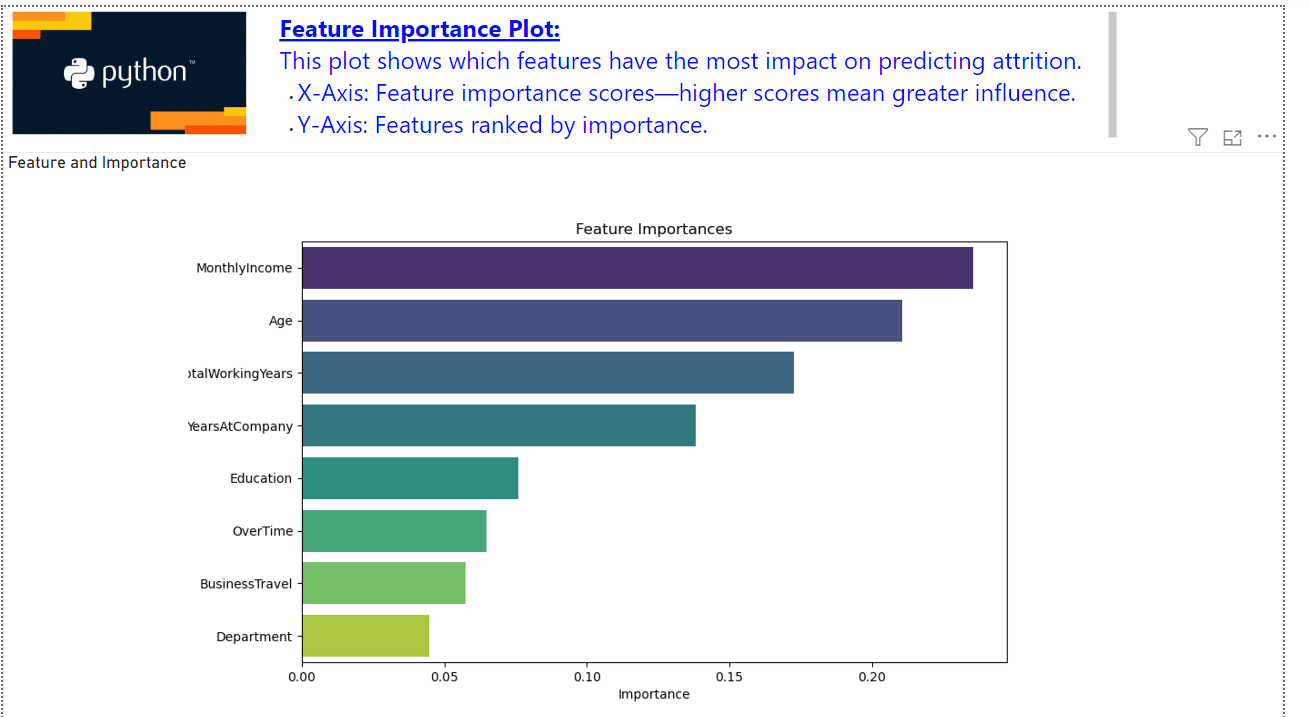 python™
Feature Importance Plot:
This plot shows which features have the most impact on predicting attrition.
• X-Axis: Feature importance scores—higher scores mean greater influence.
• Y-Axis: Features ranked by importance.
Feature and Importance
Feature Importances
MonthlyIncome
Age
otalWorkingYears
YearsAtCompany
Education
OverTime
BusinessTravel
Department
0.00 0.05 0.10 0.15 0.20
Importance